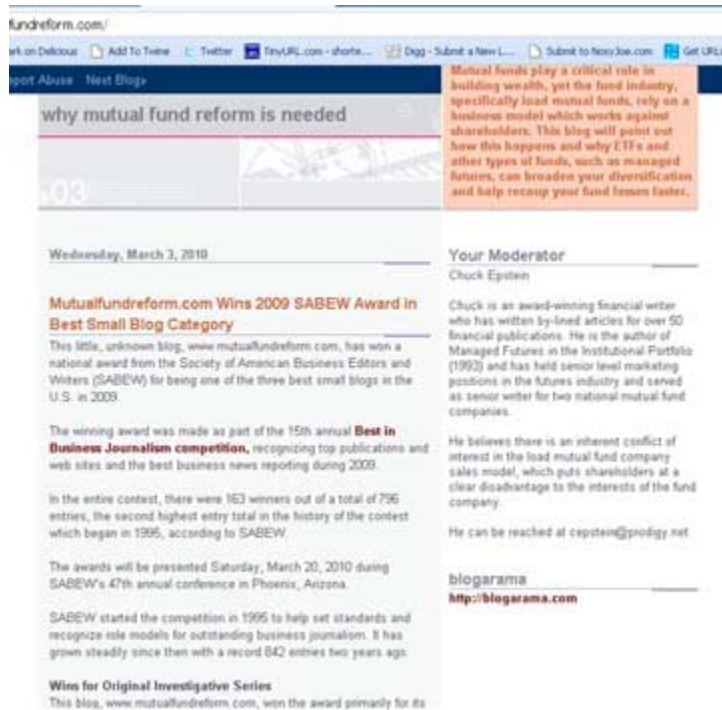 fundreform.com/
rk on Delicious Add To Twine Twitter TinyURL.com - shorte... Digg - Submit a New L... Submit to NosyJoe.com Get URL
port Abuse Next Blog»
why mutual fund reform is needed
03
Mutual funds play a critical role in
building wealth, yet the fund industry,
specifically load mutual funds, rely on a
business model which works against
shareholders. This blog will point out
how this happens and why ETFs and
other types of funds, such as managed
futures, can broaden your diversification
and help recoup your fund losses faster.
Wednesday, March 3, 2010
Mutualfundreform.com Wins 2009 SABEW Award in
Best Small Blog Category
This little, unknown blog, www.mutualfundreform.com, has won a
national award from the Society of American Business Editors and
Writers (SABEW) for being one of the three best small blogs in the
U.S. in 2009.
The winning award was made as part of the 15th annual Best in
Business Journalism competition, recognizing top publications and
web sites and the best business news reporting during 2009.
In the entire contest, there were 163 winners out of a total of 796
entries, the second highest entry total in the history of the contest
which began in 1995, according to SABEW.
The awards will be presented Saturday, March 20, 2010 during
SABEW's 47th annual conference in Phoenix, Arizona.
SABEW started the competition in 1995 to help set standards and
recognize role models for outstanding business journalism. It has
grown steadily since then with a record 842 entries two years ago.
Wins for Original Investigative Series
This blog, www.mutualfundreform.com, won the award primarily for its
Your Moderator
Chuck Epstein
Chuck is an award-winning financial writer
who has written by-lined articles for over 50
financial publications. He is the author of
Managed Futures in the Institutional Portfolio
(1993) and has held senior level marketing
positions in the futures industry and served
as senior writer for two national mutual fund
companies.
He believes there is an inherent conflict of
interest in the load mutual fund company
sales model, which puts shareholders at a
clear disadvantage to the interests of the fund
company.
He can be reached at cepstein@prodigy.net
blogarama
http://blogarama.com